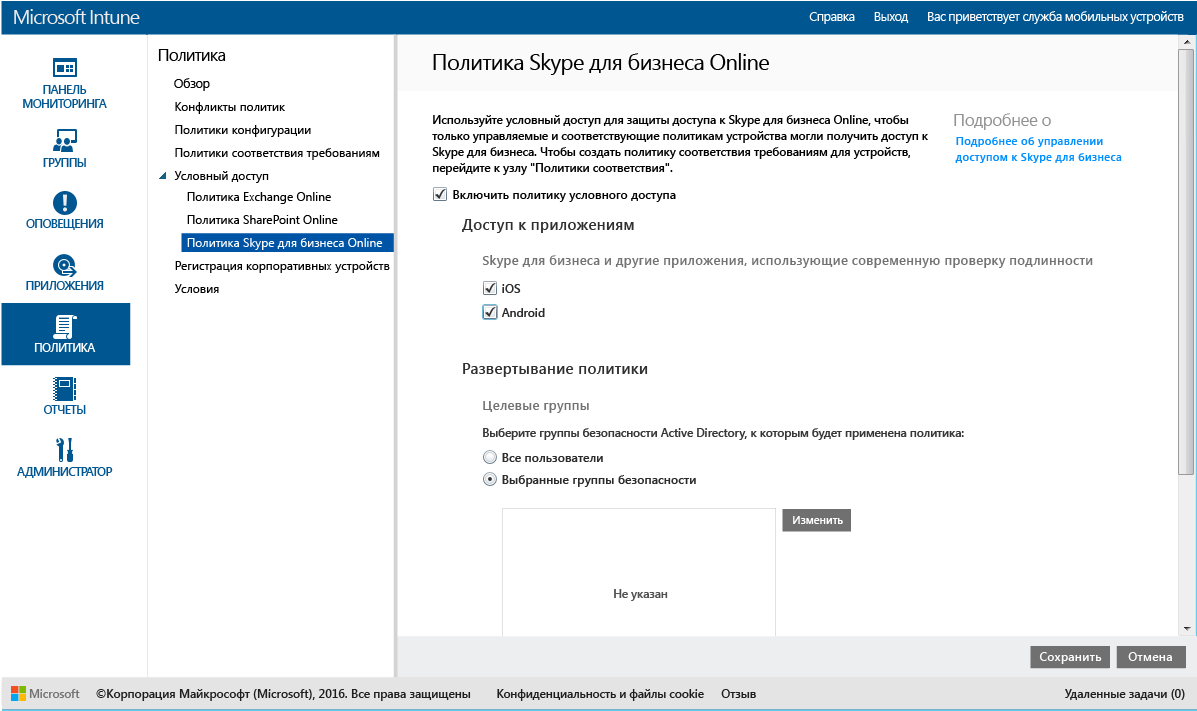 Microsoft Intune
Справка Выход Вас приветствует служба мобильных устройств
ПАНЕЛЬ
МОНИТОРИНГА
ГРУППЫ
ОПОВЕЩЕНИЯ
ПРИЛОЖЕНИЯ
ПОЛИТИКА
ОТЧЕТЫ
АДМИНИСТРАТОР
Политика
Обзор
Конфликты политик
Политики конфигурации
Политики соответствия требованиям
Условный доступ
Политика Exchange Online
Политика SharePoint Online
Политика Skype для бизнеса Online
Регистрация корпоративных устройств
Условия
Политика Skype для бизнеса Online
Используйте условный доступ для защиты доступа к Skype для бизнеса Online, чтобы
только управляемые и соответствующие политикам устройства могли получить доступ к
Skype для бизнеса. Чтобы создать политику соответствия требованиям для устройств,
перейдите к узлу "Политики соответствия".
Подробнее о
Подробнее об управлении
доступом к Skype для бизнеса
Включить политику условного доступа
Доступ к приложениям
Skype для бизнеса и другие приложения, использующие современную проверку подлинности
iOS
Android
Развертывание политики
Целевые группы
Выберите группы безопасности Active Directory, к которым будет применена политика:
Все пользователи
Выбранные группы безопасности
Изменить
Не указан
Сохранить Отмена
Microsoft ©Корпорация Майкрософт (Microsoft), 2016. Все права защищены Конфиденциальность и файлы cookie Отзыв Удаленные задачи (0)